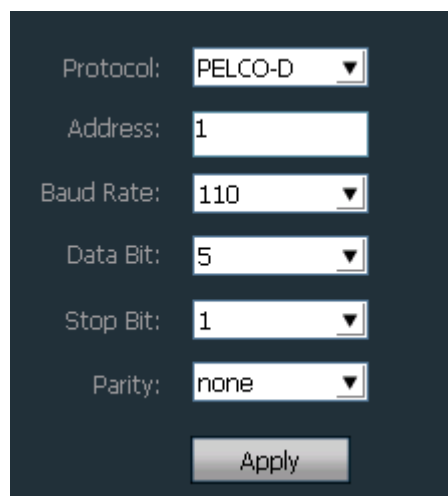 Protocol: PELCO-D
Address: 1
Baud Rate: 110
Data Bit: 5
Stop Bit: 1
Parity: none
Apply